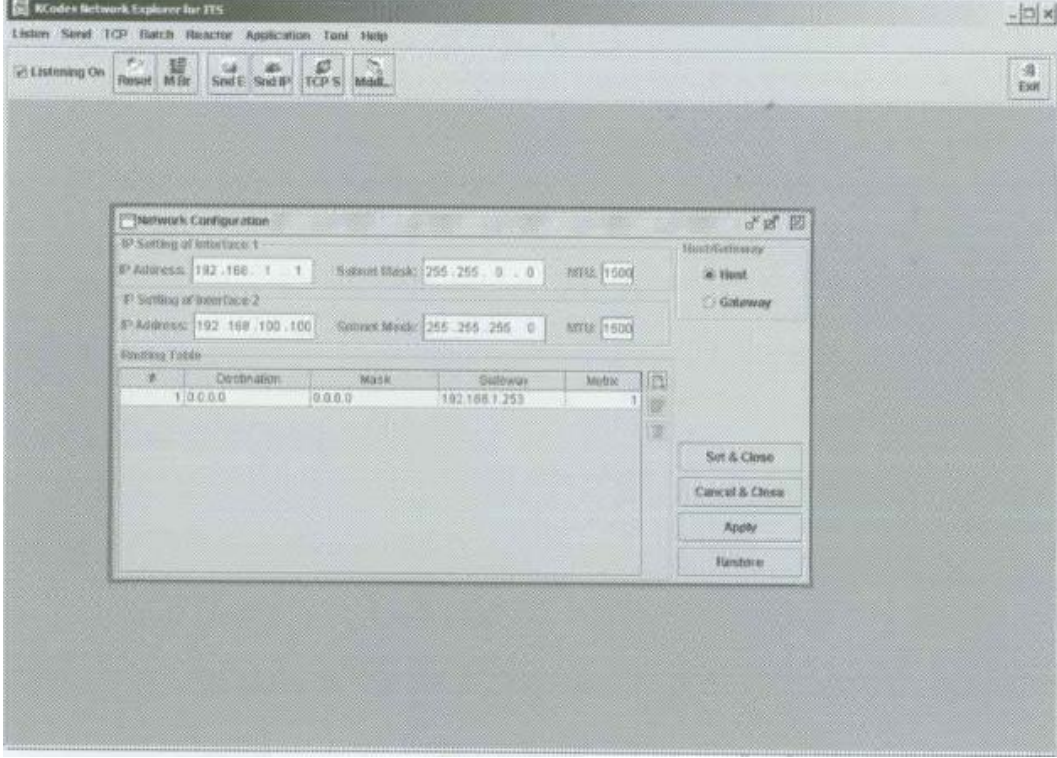 KCodes Network Explorer for ITS
Listen Send TCP Batch Reactor Application Tool Help
Listening On Reset M Br Snd E Snd IP TCP S Mddl... Exit
Network Configuration
IP Setting of Interface 1
IP Address: 192 .168 . 1 . 1 Subnet Mask: 255 .255 . 0 . 0 MTU: 1500
IP Setting of Interface 2
IP Address: 192 168 .100 .100 Subnet Mask: 255 .255 .255 0 MTU: 1500
Host/Gateway
Host
Gateway
Routing Table
# Destination Mask Gateway Metric
1 0.0.0.0 0.0.0.0 192.168.1.253 1
Set & Close
Cancel & Close
Apply
Restore